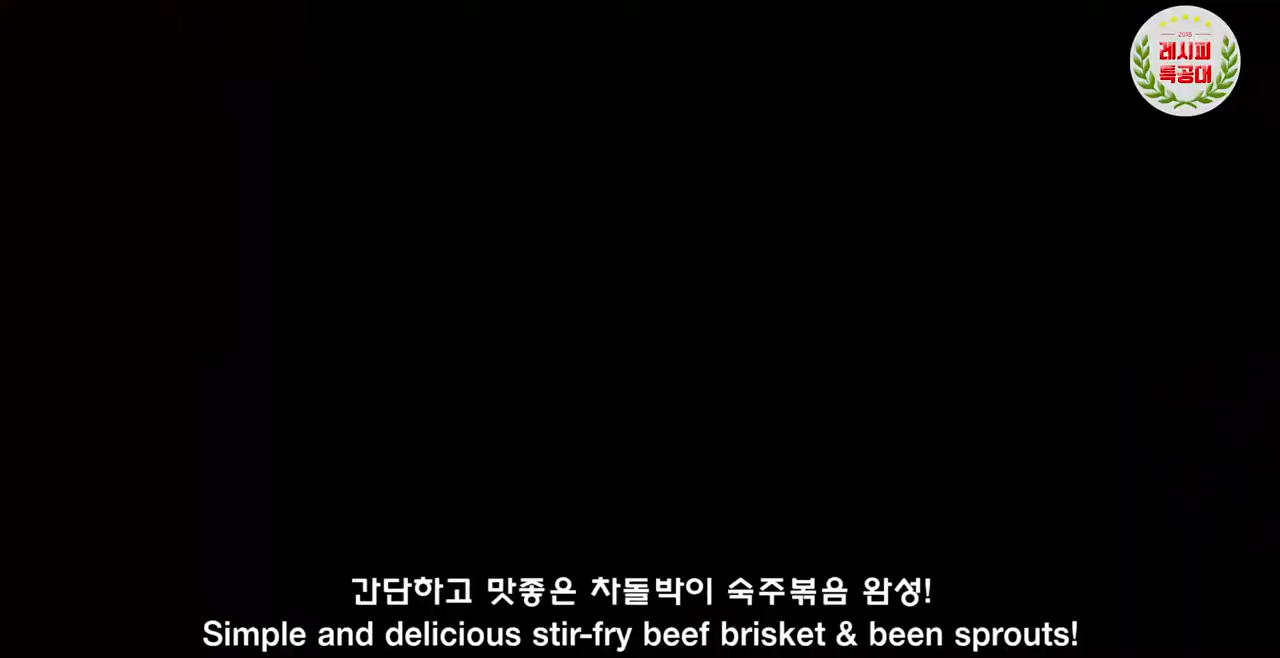 2018
레시피
특공대
간단하고 맛좋은 차돌박이 숙주볶음 완성!
Simple and delicious stir-fry beef brisket & been sprouts!